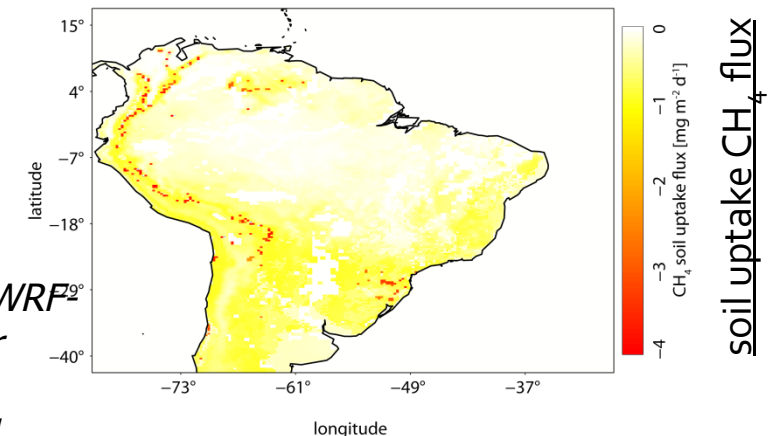 15°
4°
−7°
−18°
−29°
−40°
latitude
−73°
−61°
−49°
−37°
longitude
0
−1
−2
−3
−4
CH4 soil uptake flux [mg m-2 d-1]
soil uptake CH4 flux
WRF-
r